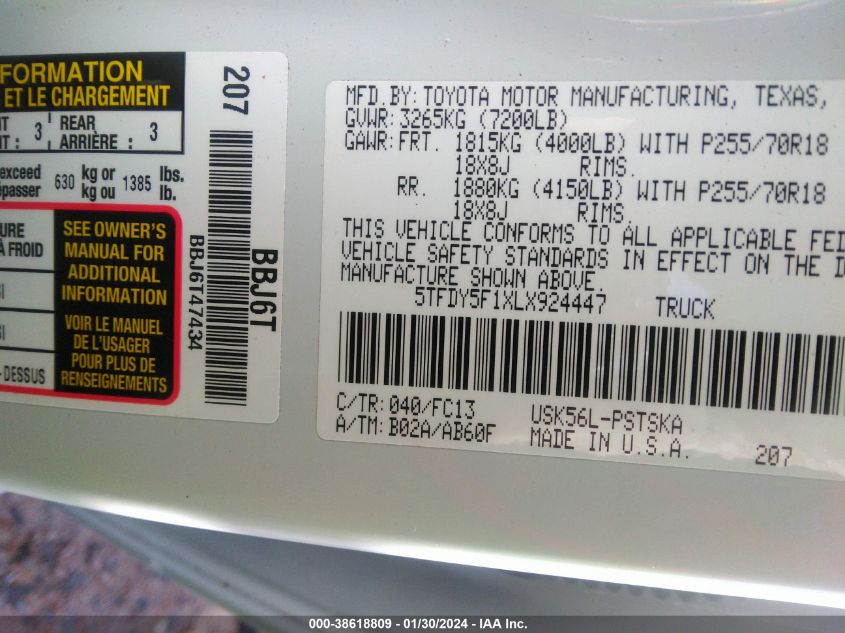 FORMATION
ET LE CHARGEMENT
: 3 REAR ARRIÈRE : 3
exceed 630 kg or kg ou 1385 lbs. lb.
SEE OWNER'S
MANUAL FOR
ADDITIONAL
INFORMATION
VOIR LE MANUEL
DE L'USAGER
POUR PLUS DE
RENSEIGNEMENTS
À FROID
- DESSUS
207
BBJ6T47434
BBJ6T
MFD.BY: TOYOTA MOTOR MANUFACTURING, TEXAS,
GVWR: 3265KG (7200LB)
GAWR: FRT. 1815KG (4000LB) WITH P255/70R18
18X8J RIMS.
RR. 1880KG (4150LB) WITH P255/70R18
18X8J RIMS.
THIS VEHICLE CONFORMS TO ALL APPLICABLE
VEHICLE SAFETY STANDARDS IN EFFECT ON THE
MANUFACTURE SHOWN ABOVE.
5TFDY5F1XLX924447 TRUCK
C/TR: 040/FC13 USK56L-PSTSKA
A/TM: B02A/AB60F MADE IN U.S.A. 207
000-38618809 - 01/30/2024 - IAA Inc.